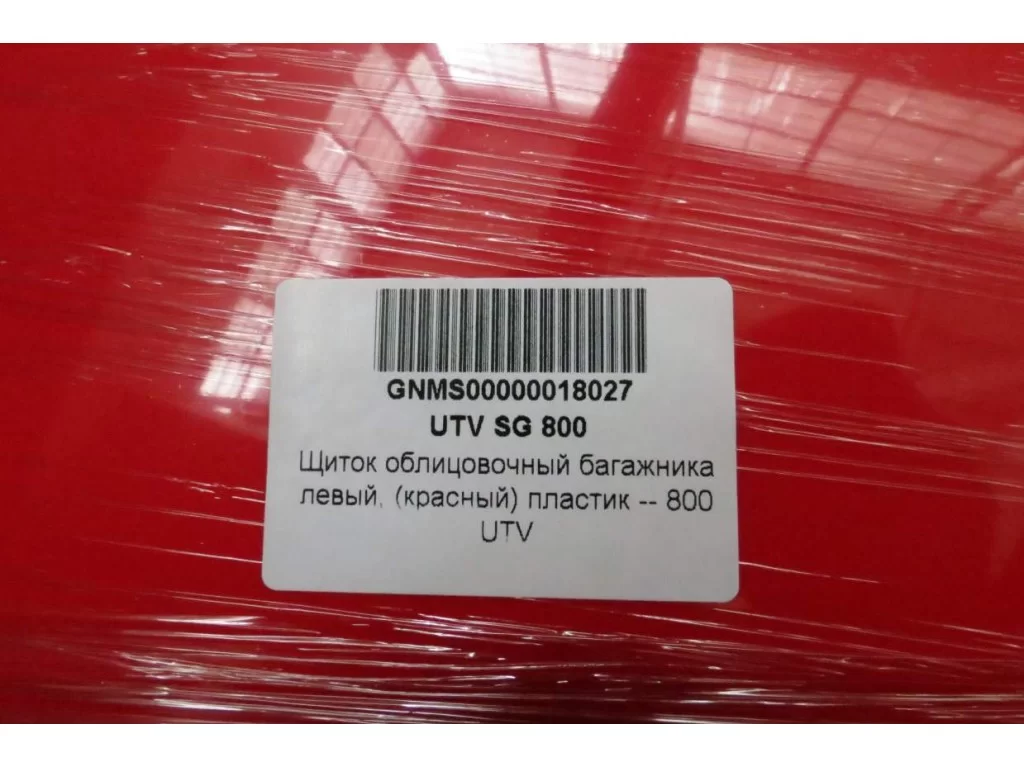 GNMS00000018027
UTV SG 800
Щиток облицовочный багажника
левый, (красный) пластик -- 800
UTV